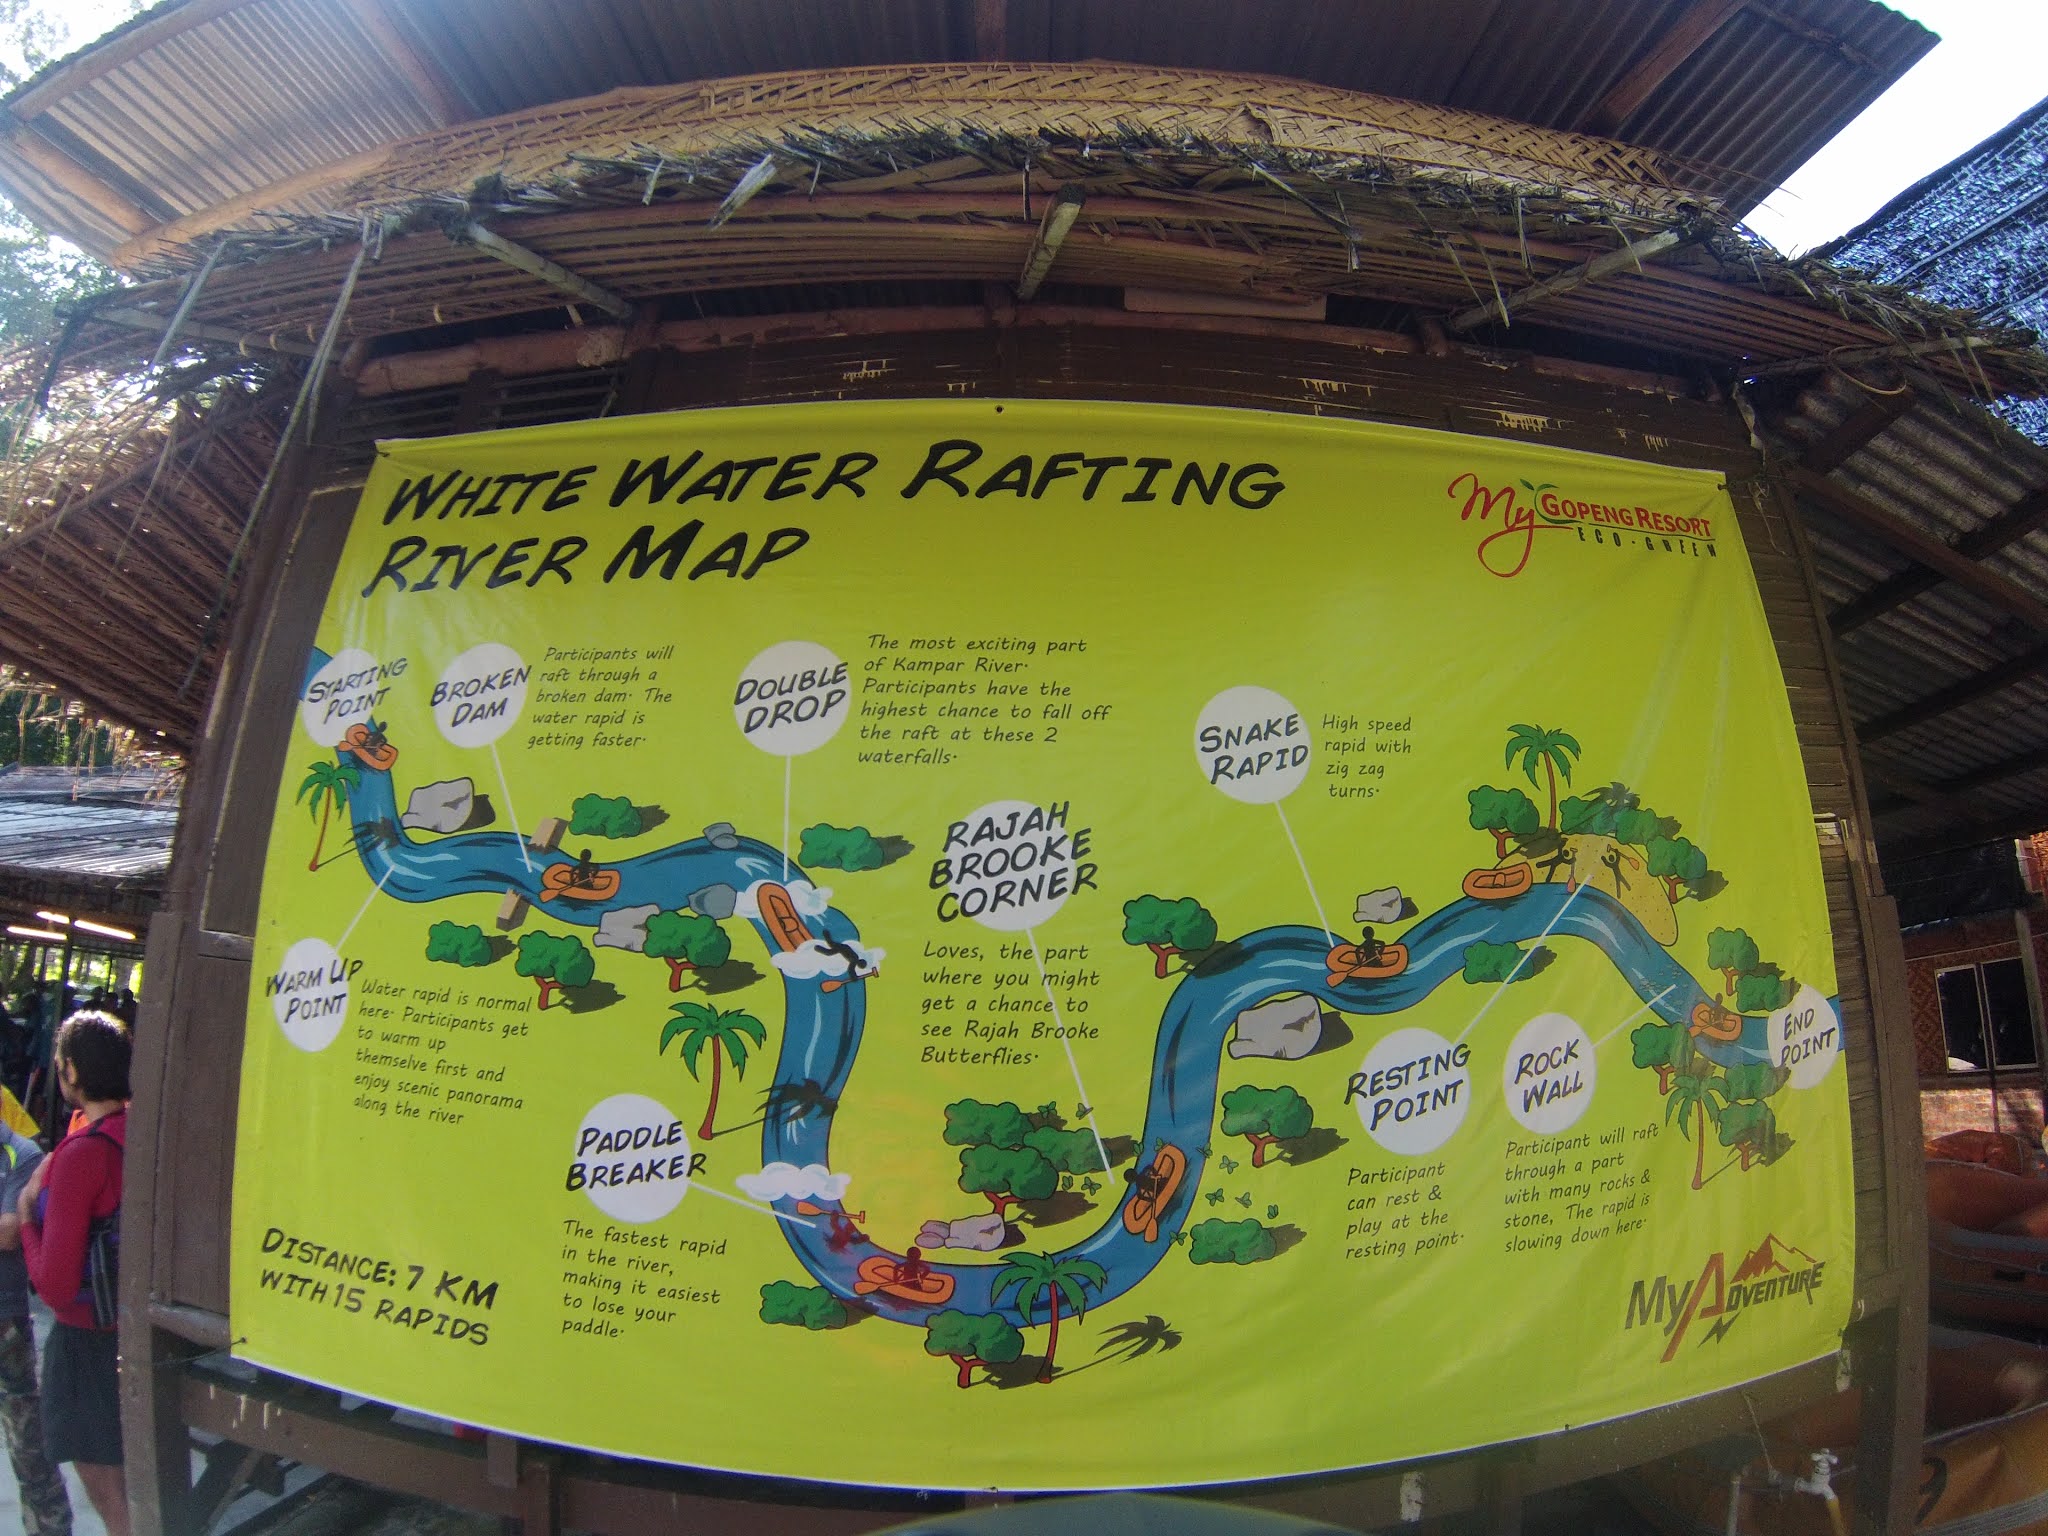 WHITE WATER RAFTING
RIVER MAP
My GOPENG RESORT
ECO-GREEN
STARTING
POINT
BROKEN
DAM
Participants will
raft through a
broken dam. The
water rapid is
getting faster.
DOUBLE
DROP
The most exciting part
of Kampar River.
Participants have the
highest chance to fall off
the raft at these 2
waterfalls.
SNAKE
RAPID
High speed
rapid with
zig zag
turns.
RAJAH
BROOKE
CORNER
Loves, the part
where you might
get a chance to
see Rajah Brooke
Butterflies.
WARM UP
POINT
Water rapid is normal
here. Participants get
to warm up
themselve first and
enjoy scenic panorama
along the river
PADDLE
BREAKER
The fastest rapid
in the river,
making it easiest
to lose your
paddle.
RESTING
POINT
Participant
can rest &
play at the
resting point.
ROCK
WALL
Participant will raft
through a part
with many rocks &
stone, The rapid is
slowing down here.
END
POINT
DISTANCE: 7 KM
WITH 15 RAPIDS
MyAdventure